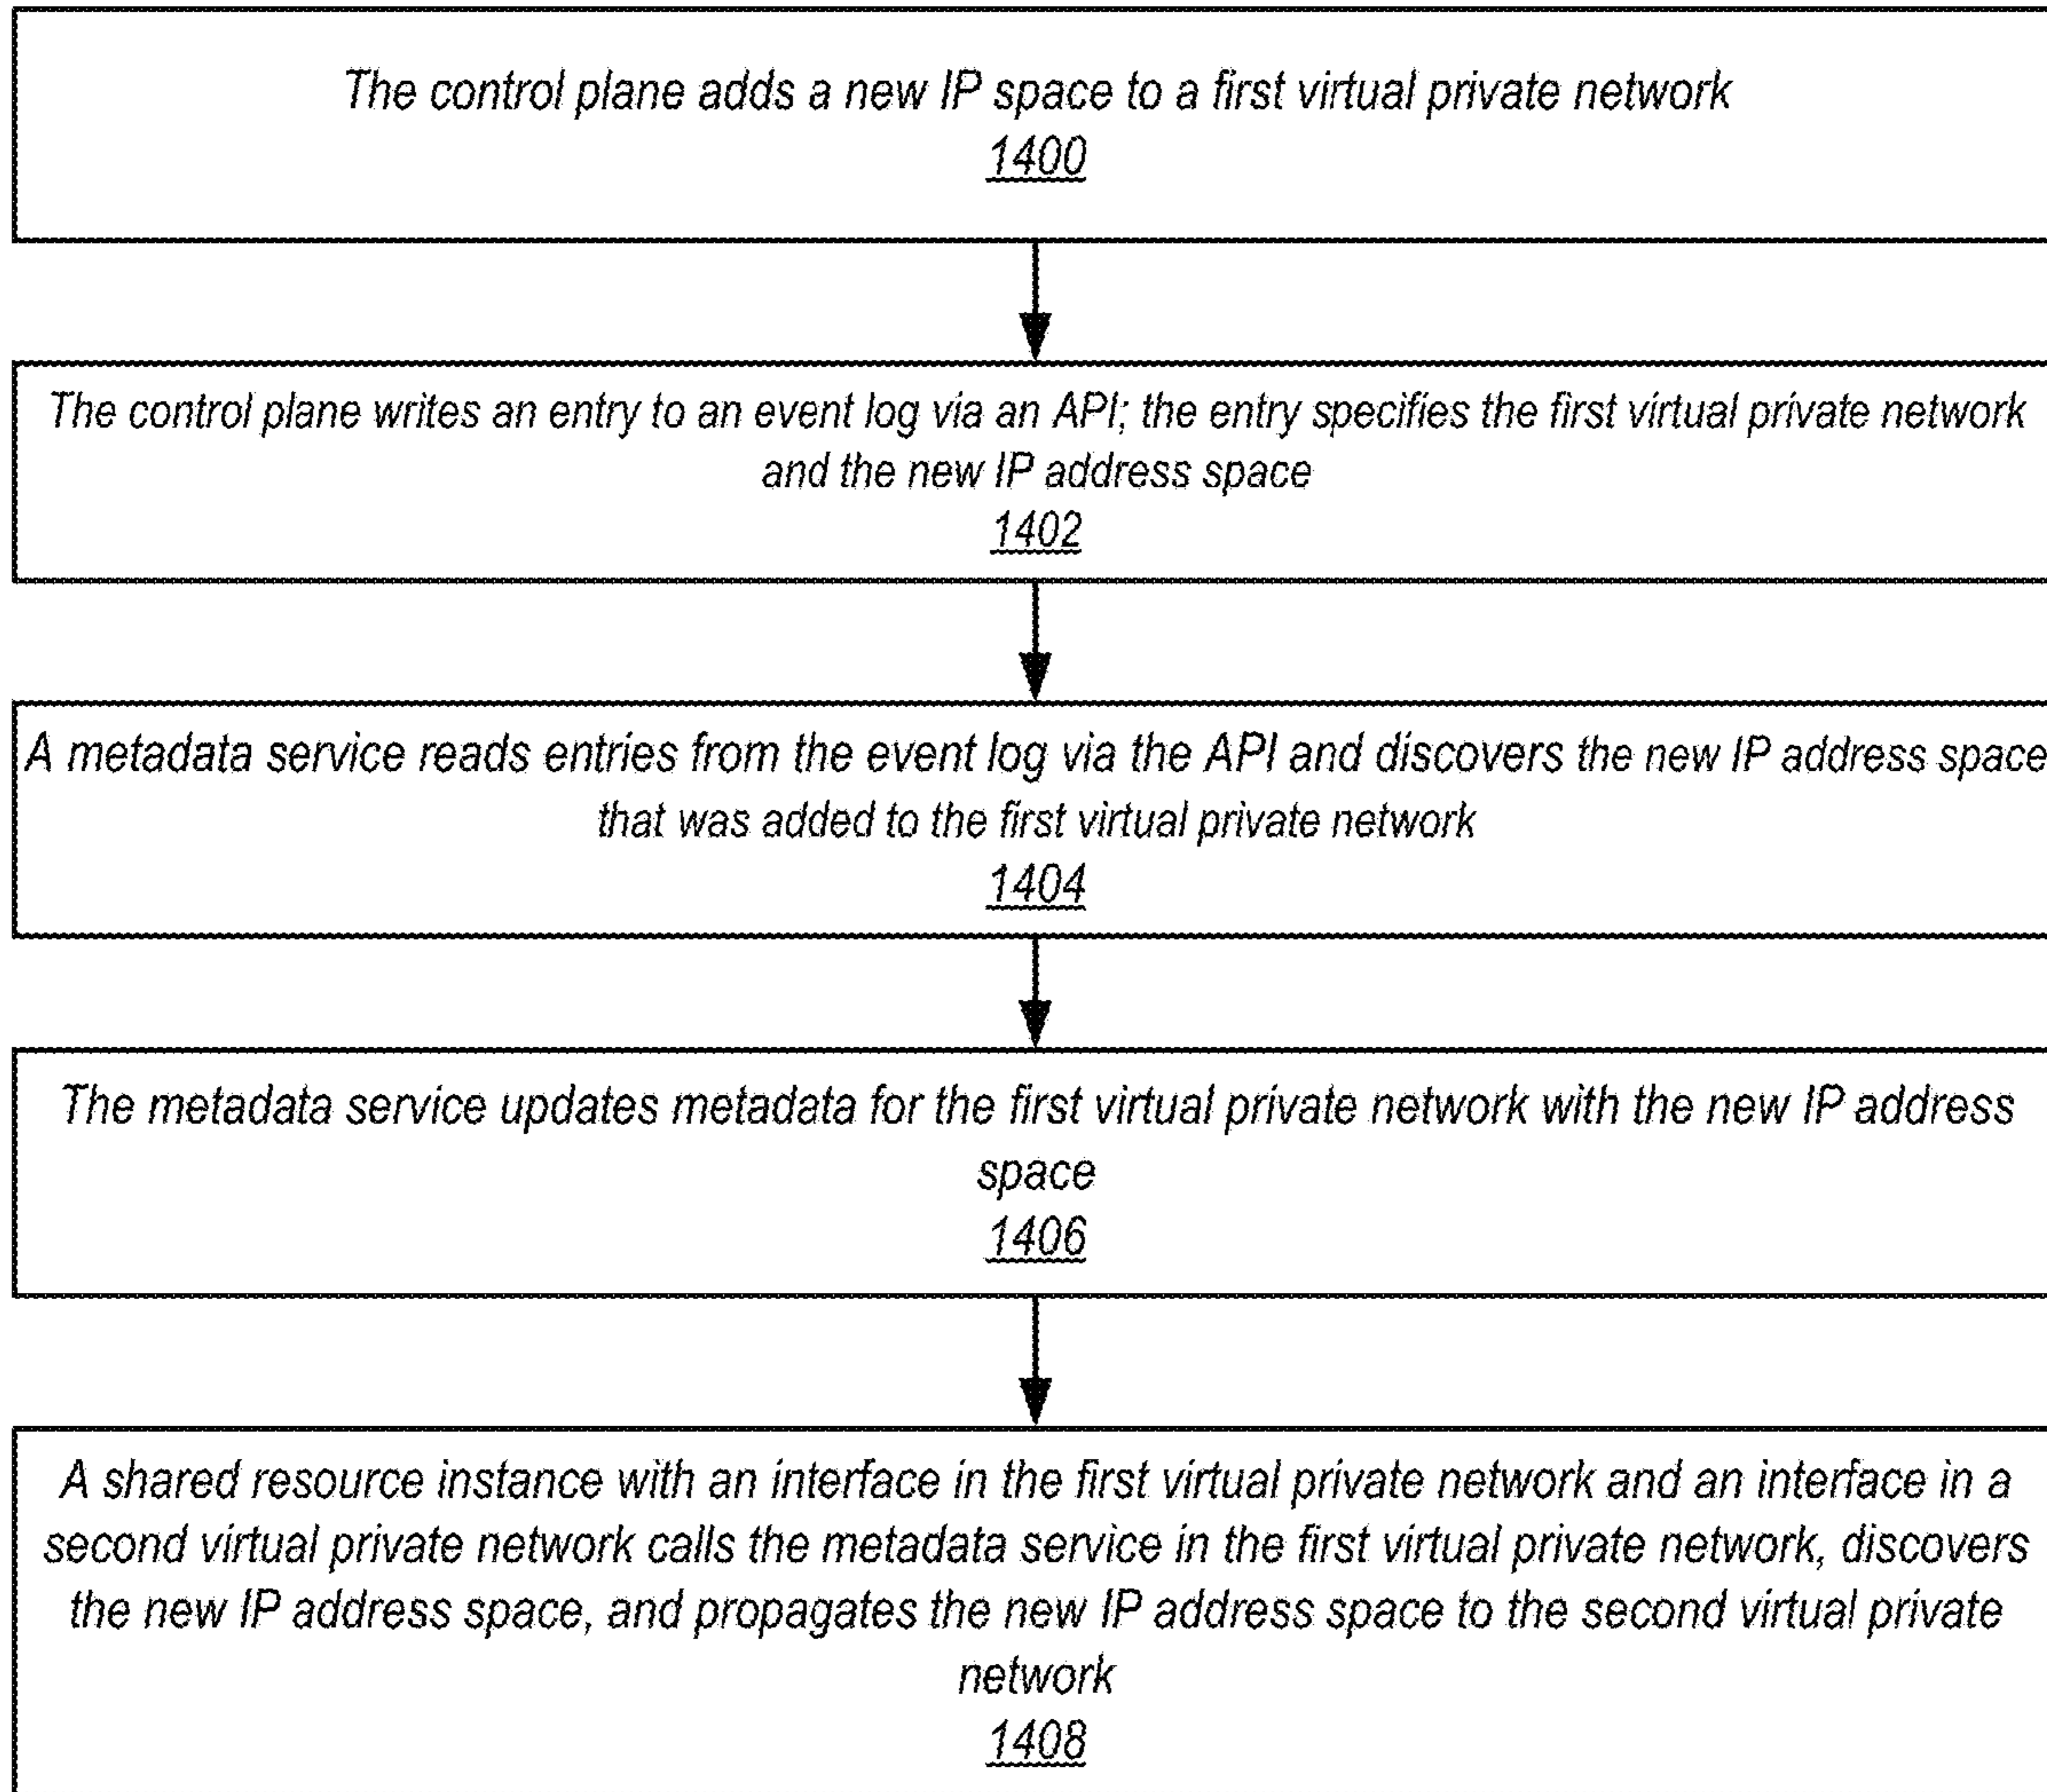 The control plane adds a new IP space to a first virtual private network
1400
The control plane writes an entry to an event log via an API; the entry specifies the first virtual private network
and the new IP address space
1402
A metadata service reads entries from the event log via the API and discovers the new IP address space
that was added to the first virtual private network
1404
The metadata service updates metadata for the first virtual private network with the new IP address
space
1406
A shared resource instance with an interface in the first virtual private network and an interface in a
second virtual private network calls the metadata service in the first virtual private network, discovers
the new IP address space, and propagates the new IP address space to the second virtual private
network
1408